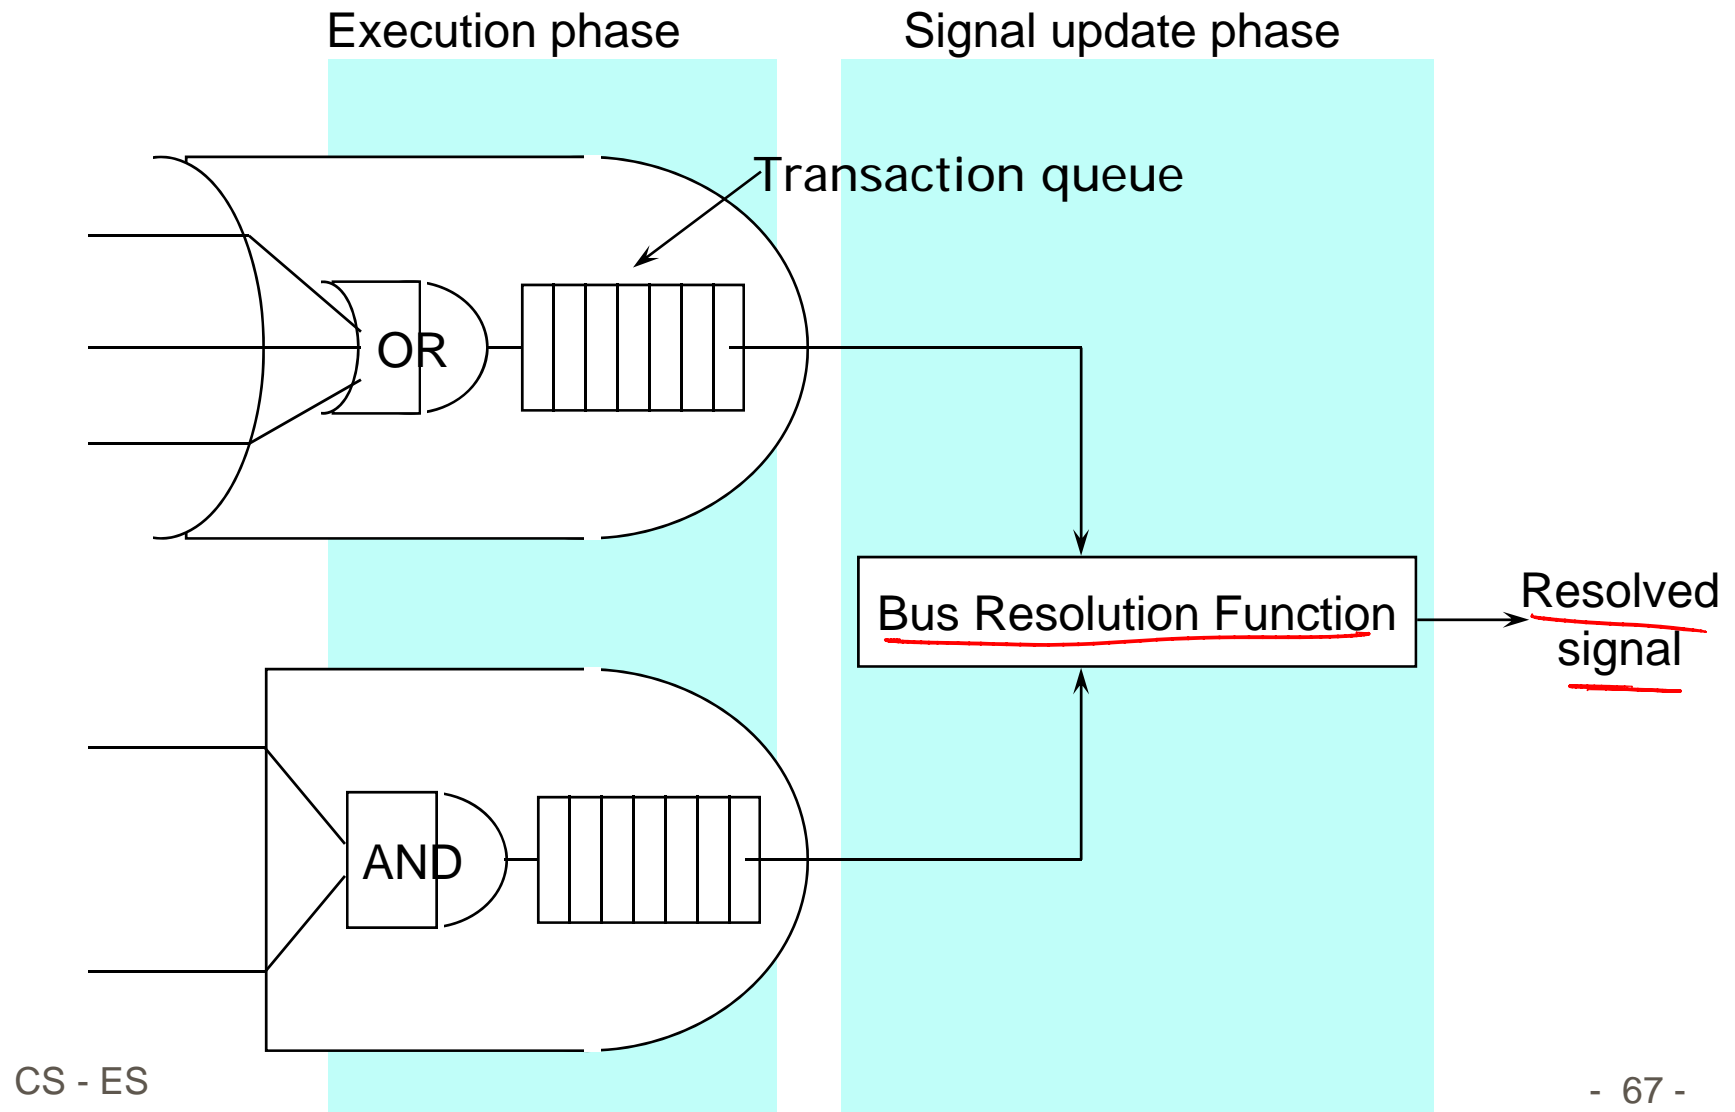 Execution phase
Signal update phase
Transaction queue
OR
Bus Resolution Function
Resolved
signal
AND
CS - ES
- 67 -